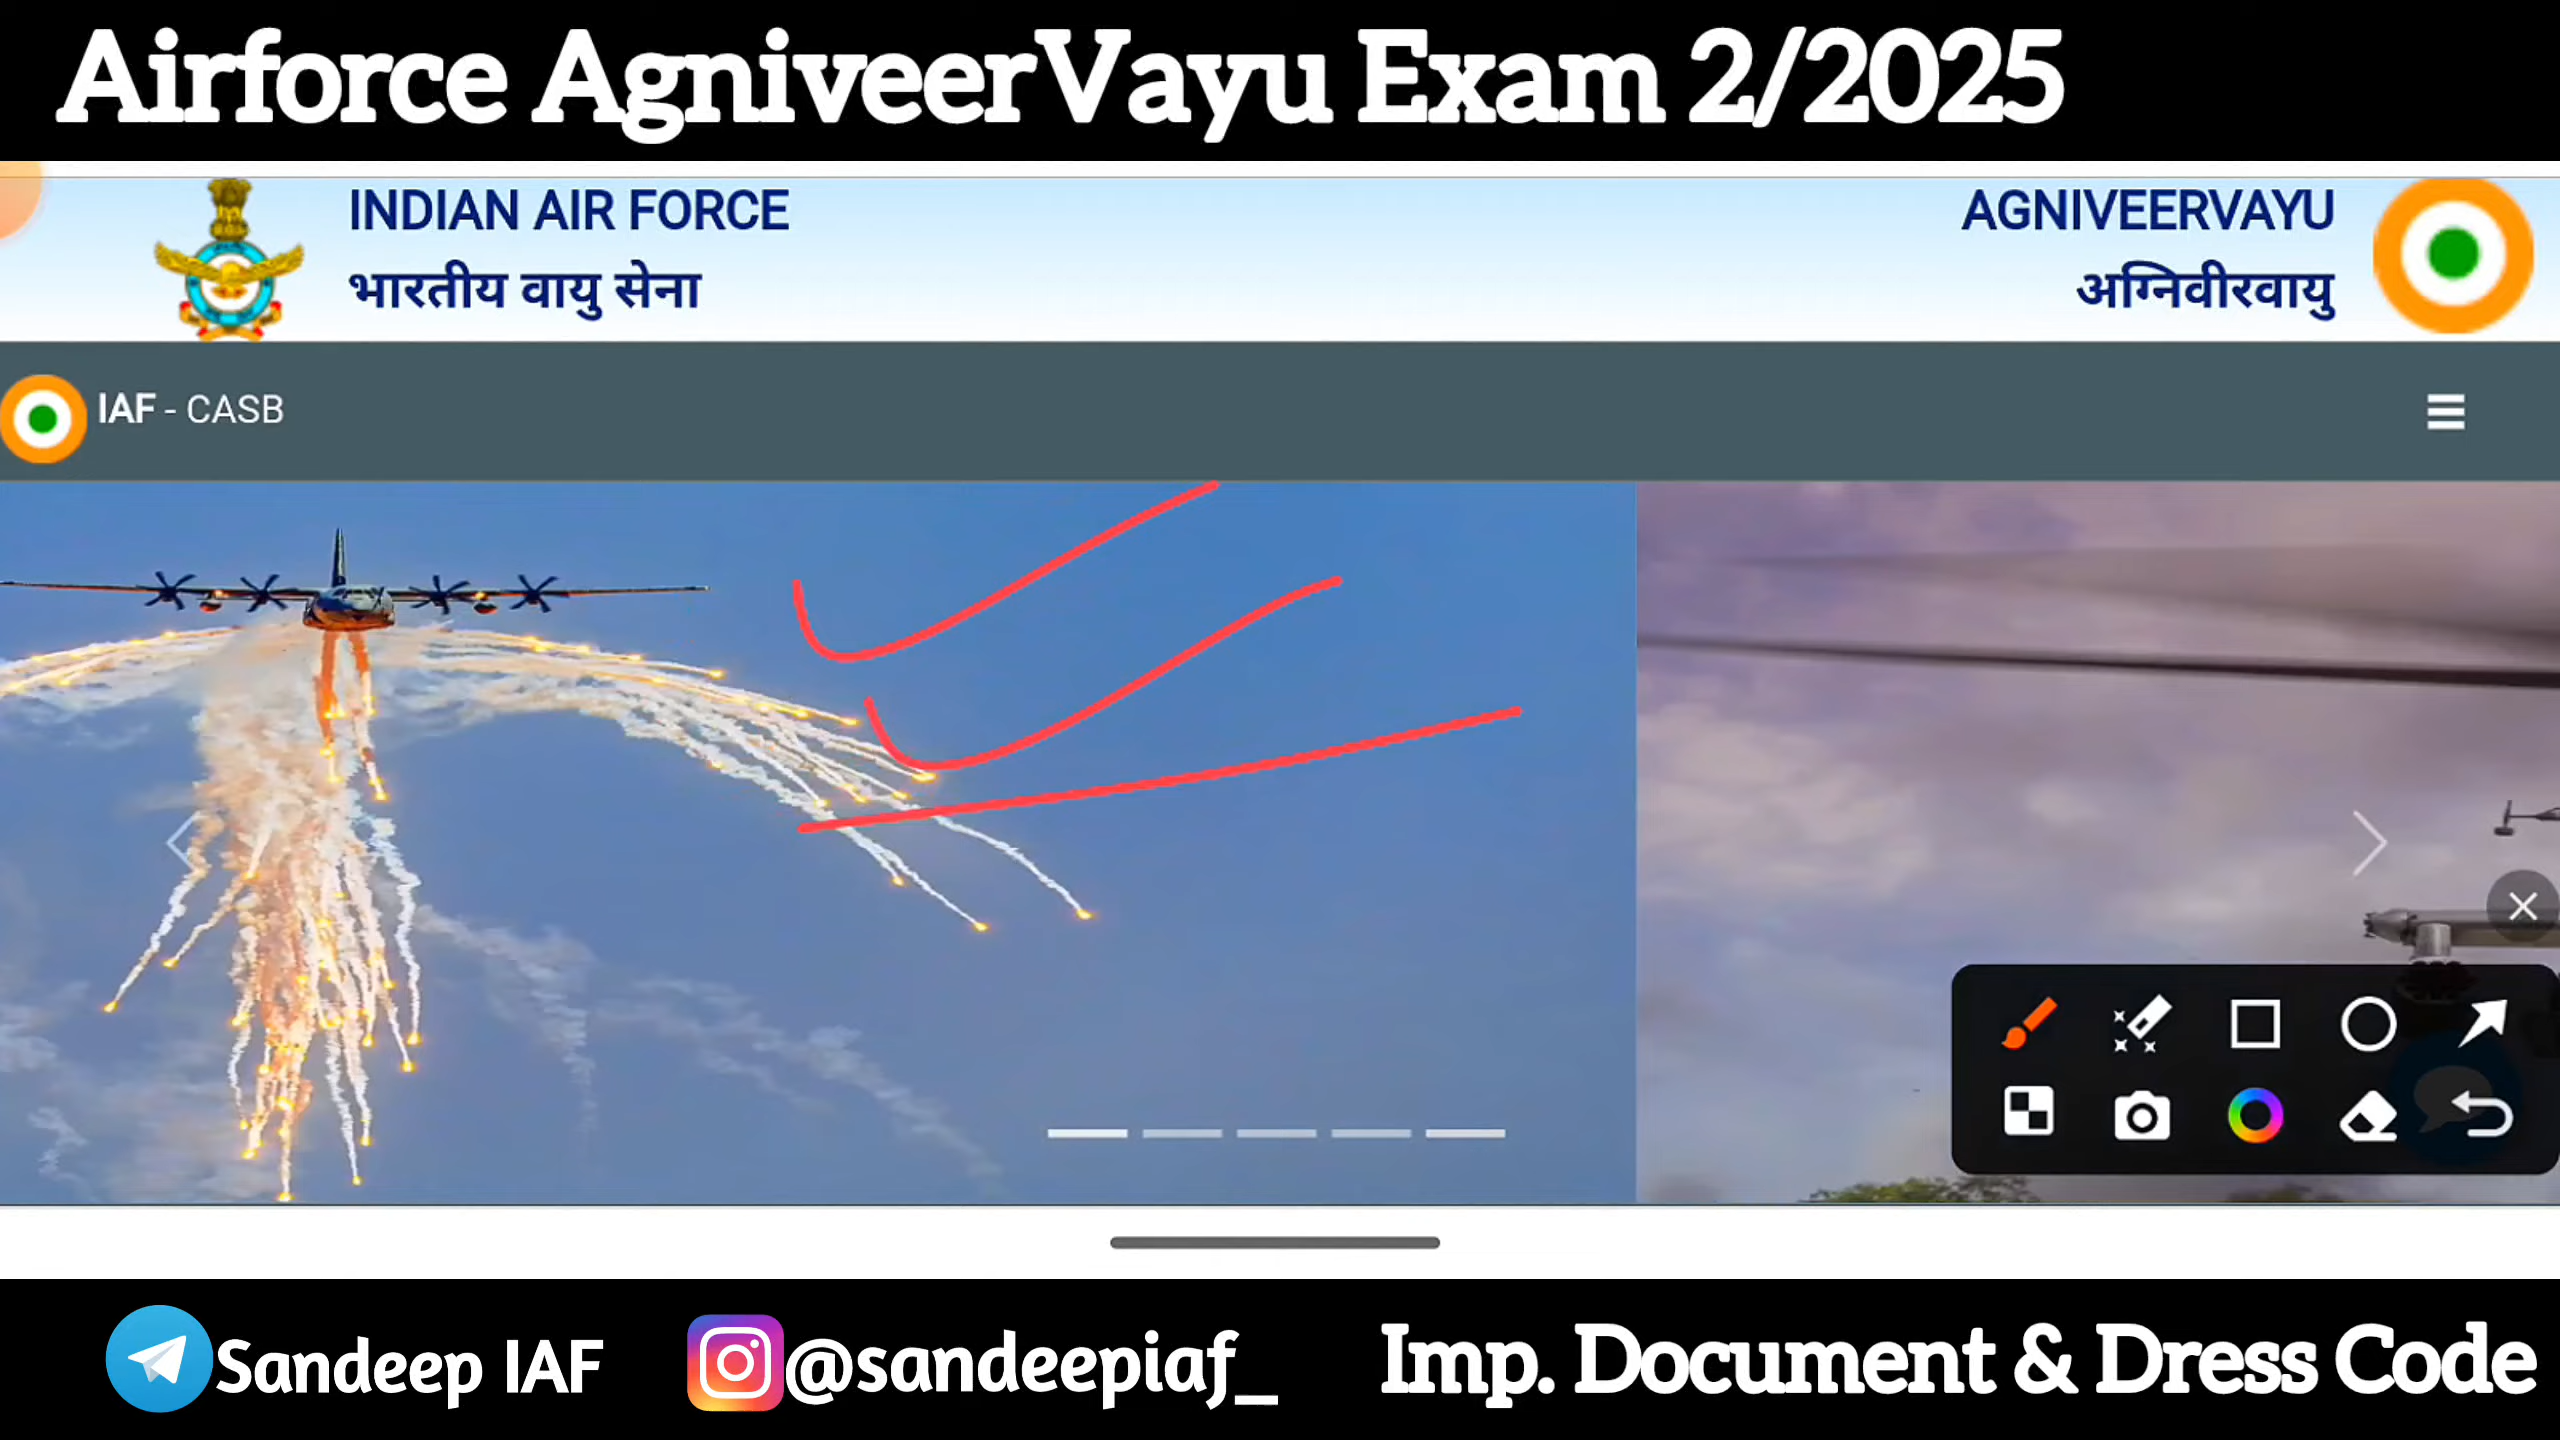 Airforce AgniveerVayu Exam 2/2025
INDIAN AIR FORCE
भारतीय वायु सेना
AGNIVEERVAYU
अग्निवीरवायु
IAF - CASB
Sandeep IAF
@sandeepiaf_
Imp. Document & Dress Code